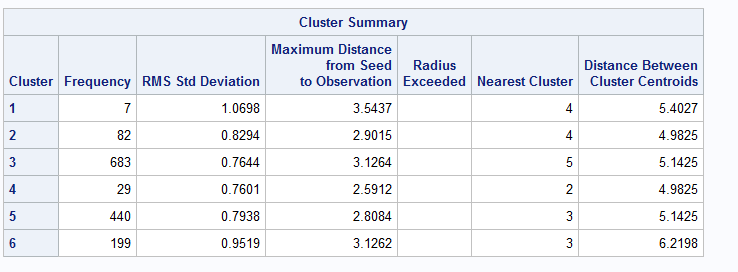 Cluster Summary
Cluster Frequency RMS Std Deviation Maximum Distance from Seed to Observation Radius Exceeded Nearest Cluster Distance Between Cluster Centroids
1 7 1.0698 3.5437 4 5.4027
2 82 0.8294 2.9015 4 4.9825
3 683 0.7644 3.1264 5 5.1425
4 29 0.7601 2.5912 2 4.9825
5 440 0.7938 2.8084 3 5.1425
6 199 0.9519 3.1262 3 6.2198